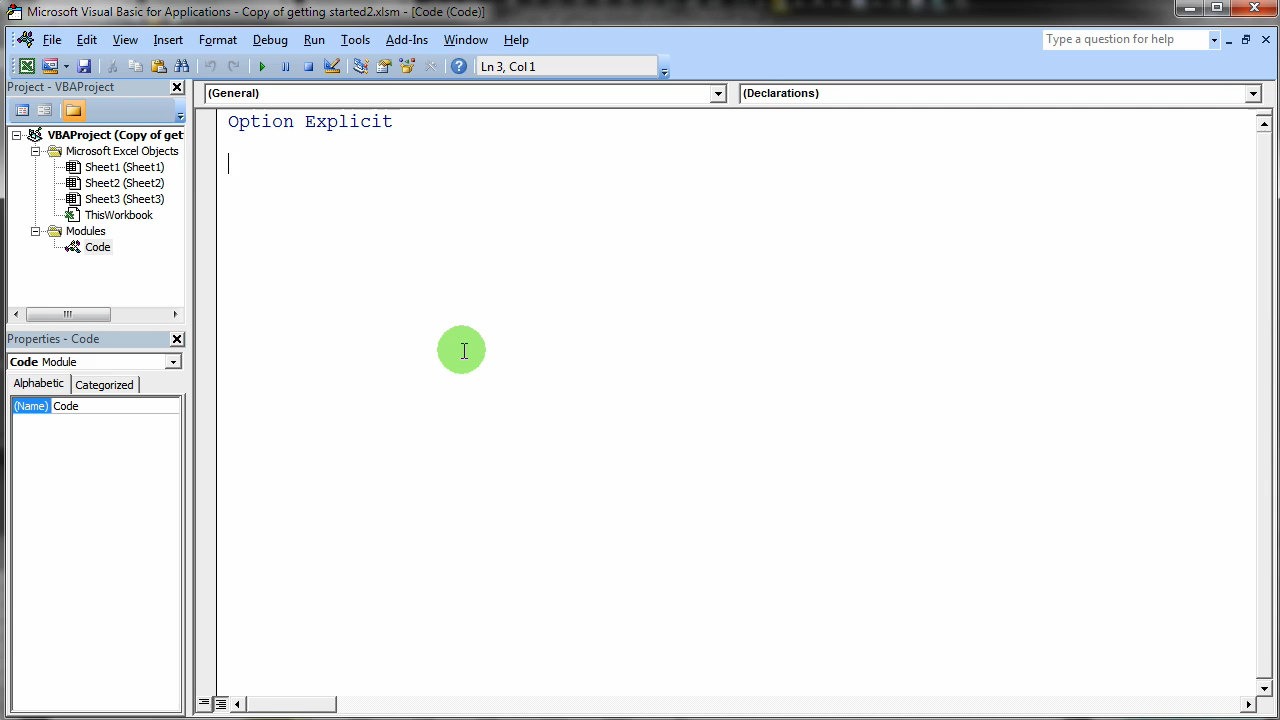 Microsoft Visual Basic for Applications - Copy of getting started2.xlsm - [Code (Code)]
File Edit View Insert Format Debug Run Tools Add-Ins Window Help
Type a question for help
Ln 3, Col 1
Project - VBAProject
(General)
(Declarations)
VBAProject (Copy of get
Microsoft Excel Objects
Sheet1 (Sheet1)
Sheet2 (Sheet2)
Sheet3 (Sheet3)
ThisWorkbook
Modules
Code
Properties - Code
Code Module
Alphabetic Categorized
(Name) Code
Option Explicit